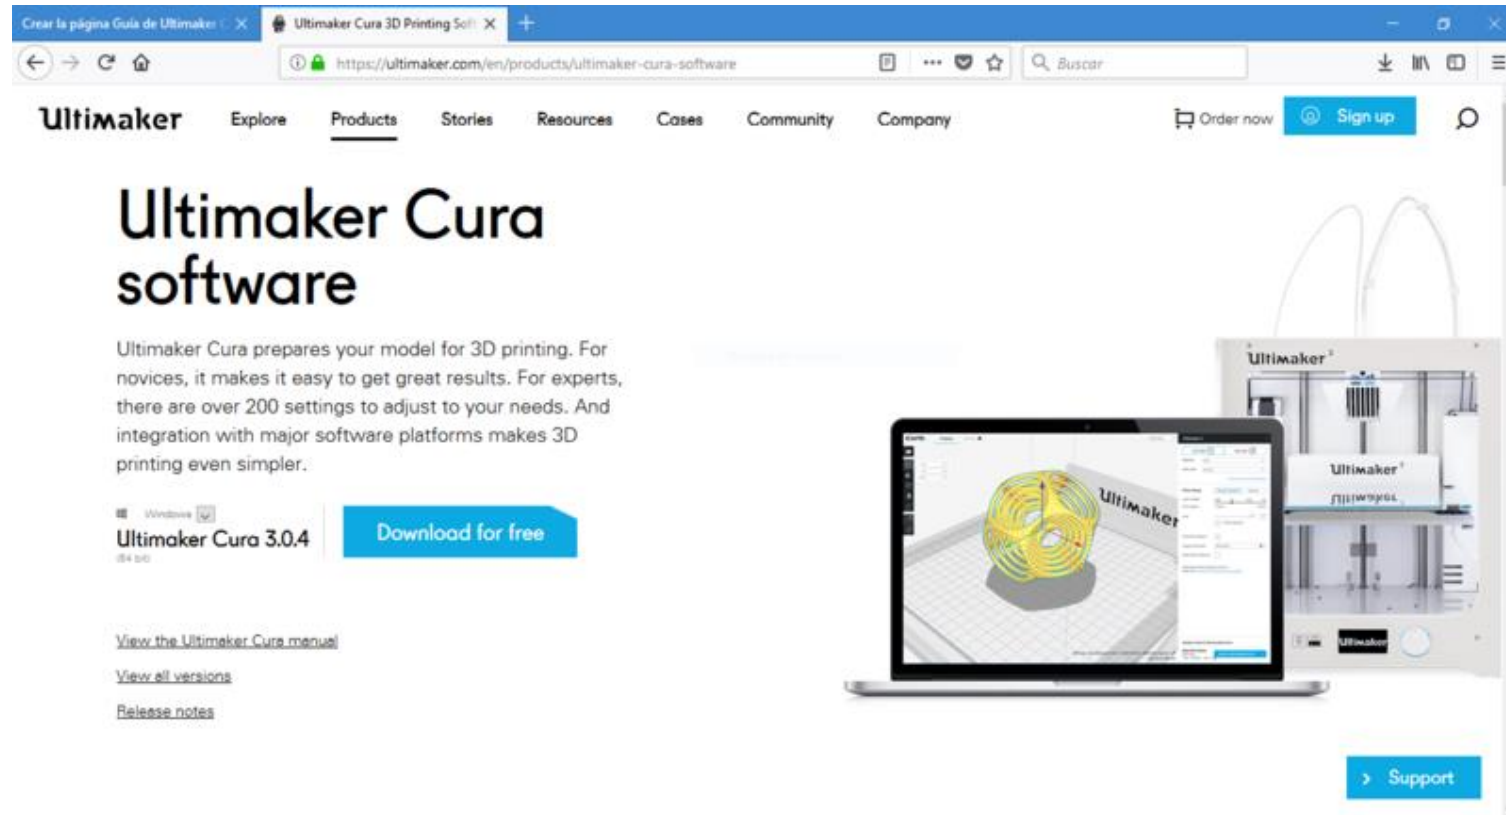 Crear la página Guía de Ultimaker C
Ultimaker Cura 3D Printing Soft
https://ultimaker.com/en/products/ultimaker-cura-software
Buscar
Ultimaker
Explore
Products
Stories
Resources
Cases
Community
Company
Order now
Sign up
Ultimaker Cura
software
Ultimaker Cura prepares your model for 3D printing. For
novices, it makes it easy to get great results. For experts,
there are over 200 settings to adjust to your needs. And
integration with major software platforms makes 3D
printing even simpler.
Windows
Ultimaker Cura 3.0.4
(64 bit)
Download for free
View the Ultimaker Cura manual
View all versions
Release notes
Ultimaker
Ultimaker 3
Ultimaker 3
Ultimaker
Support